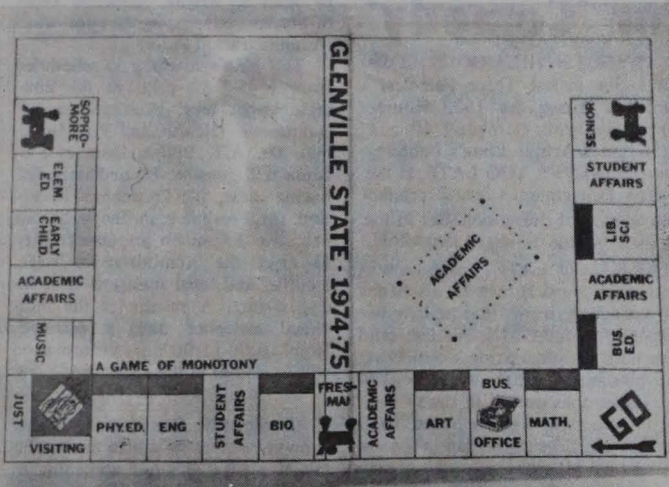 GLENVILLE STATE · 1974-75
SOPHO-
MORE
ELEM.
ED.
EARLY
CHILD
ACADEMIC
AFFAIRS
MUSIC
A GAME OF MONOTONY
JUST
VISITING
PHY.ED.
ENG
STUDENT
AFFAIRS
BIO.
FRES-
MAN
ACADEMIC
AFFAIRS
ART
BUS.
OFFICE
MATH.
GO
BUS.
ED.
ACADEMIC
AFFAIRS
LIB.
SCI
STUDENT
AFFAIRS
SENIOR
ACADEMIC
AFFAIRS